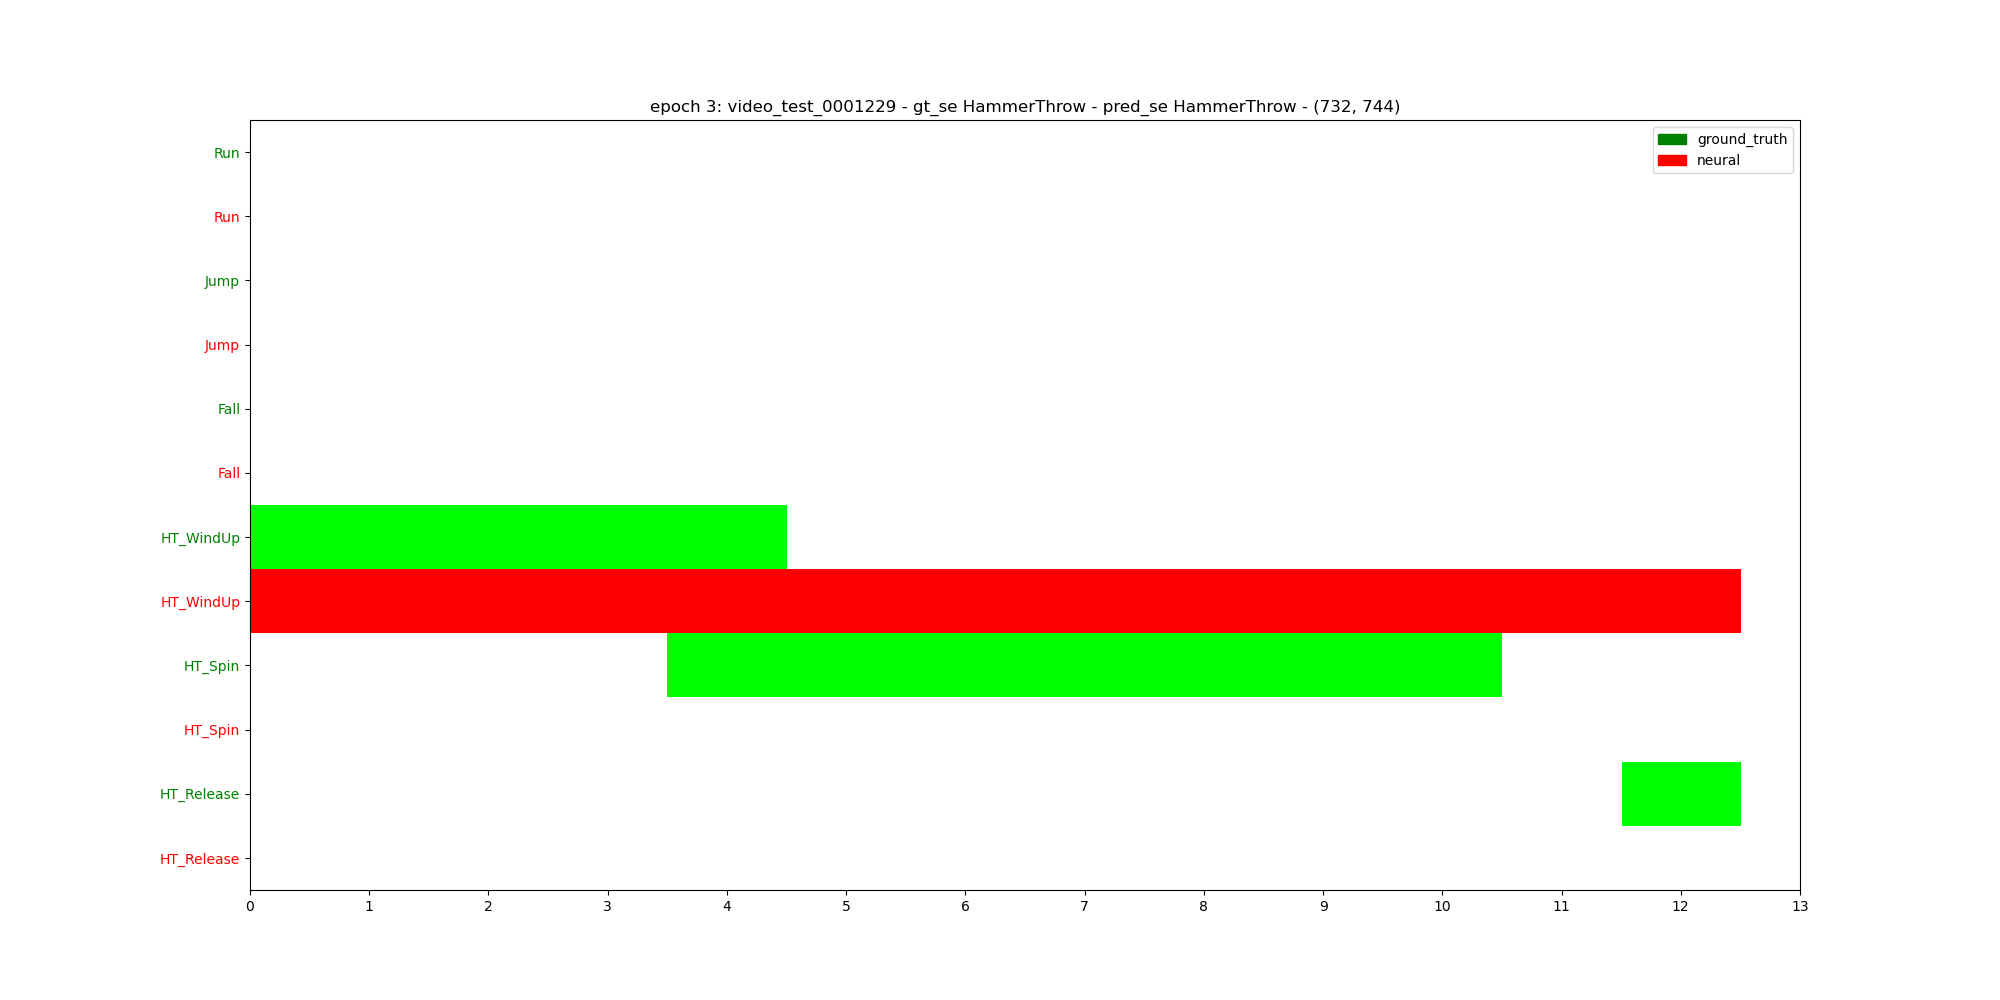 epoch 3: video_test_0001229 - gt_se HammerThrow - pred_se HammerThrow - (732, 744)
ground_truth
neural
Run
Run
Jump
Jump
Fall
Fall
HT_WindUp
HT_WindUp
HT_Spin
HT_Spin
HT_Release
HT_Release
0 1 2 3 4 5 6 7 8 9 10 11 12 13